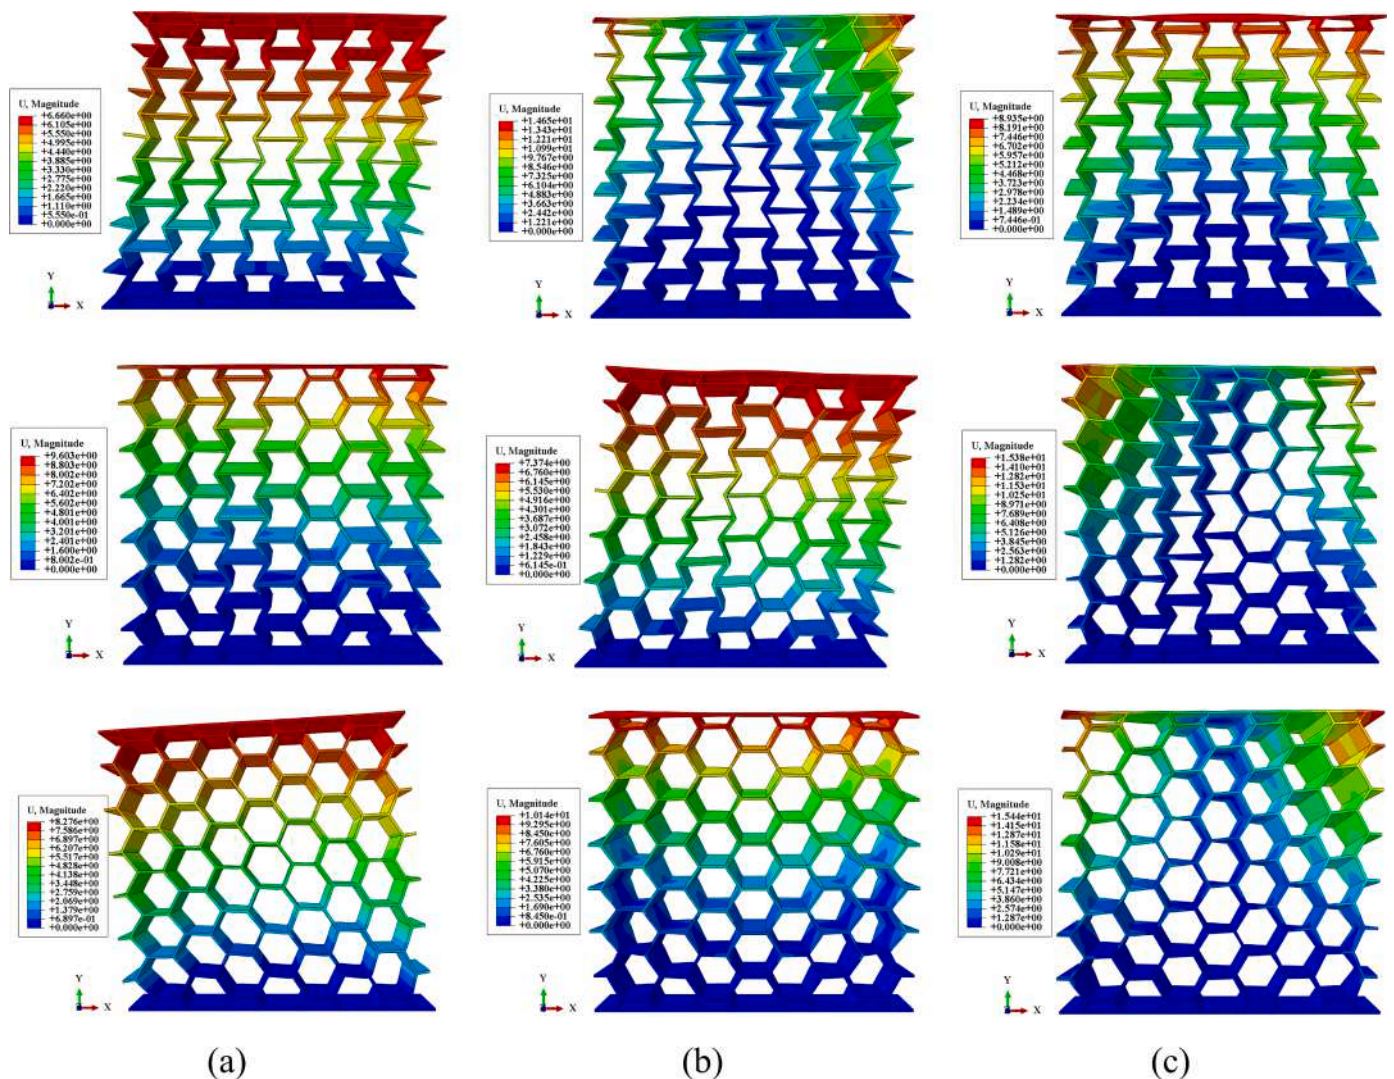 U, Magnitude
+6.660e+00
+6.105e+00
+5.550e+00
+4.995e+00
+4.440e+00
+3.885e+00
+3.330e+00
+2.775e+00
+2.220e+00
+1.665e+00
+1.110e+00
+5.550e-01
+0.000e+00
Y
X
U, Magnitude
+1.465e+01
+1.343e+01
+1.221e+01
+1.099e+01
+9.767e+00
+8.546e+00
+7.325e+00
+6.104e+00
+4.883e+00
+3.663e+00
+2.442e+00
+1.221e+00
+0.000e+00
Y
X
U, Magnitude
+8.935e+00
+8.191e+00
+7.446e+00
+6.702e+00
+5.957e+00
+5.212e+00
+4.468e+00
+3.723e+00
+2.978e+00
+2.234e+00
+1.489e+00
+7.446e-01
+0.000e+00
Y
X
U, Magnitude
+9.603e+00
+8.803e+00
+8.002e+00
+7.202e+00
+6.402e+00
+5.602e+00
+4.801e+00
+4.001e+00
+3.201e+00
+2.401e+00
+1.600e+00
+8.002e-01
+0.000e+00
Y
X
U, Magnitude
+7.374e+00
+6.760e+00
+6.145e+00
+5.530e+00
+4.916e+00
+4.301e+00
+3.687e+00
+3.072e+00
+2.458e+00
+1.843e+00
+1.229e+00
+6.145e-01
+0.000e+00
Y
X
U, Magnitude
+1.538e+01
+1.410e+01
+1.282e+01
+1.153e+01
+1.025e+01
+8.971e+00
+7.689e+00
+6.408e+00
+5.126e+00
+3.845e+00
+2.563e+00
+1.282e+00
+0.000e+00
Y
X
U, Magnitude
+8.276e+00
+7.586e+00
+6.897e+00
+6.207e+00
+5.517e+00
+4.828e+00
+4.138e+00
+3.448e+00
+2.759e+00
+2.069e+00
+1.379e+00
+6.897e-01
+0.000e+00
Y
X
U, Magnitude
+1.014e+01
+9.295e+00
+8.450e+00
+7.605e+00
+6.760e+00
+5.915e+00
+5.070e+00
+4.225e+00
+3.380e+00
+2.535e+00
+1.690e+00
+8.450e-01
+0.000e+00
Y
X
U, Magnitude
+1.544e+01
+1.415e+01
+1.287e+01
+1.158e+01
+1.029e+01
+9.008e+00
+7.721e+00
+6.434e+00
+5.147e+00
+3.860e+00
+2.574e+00
+1.287e+00
+0.000e+00
Y
X
(a)
(b)
(c)